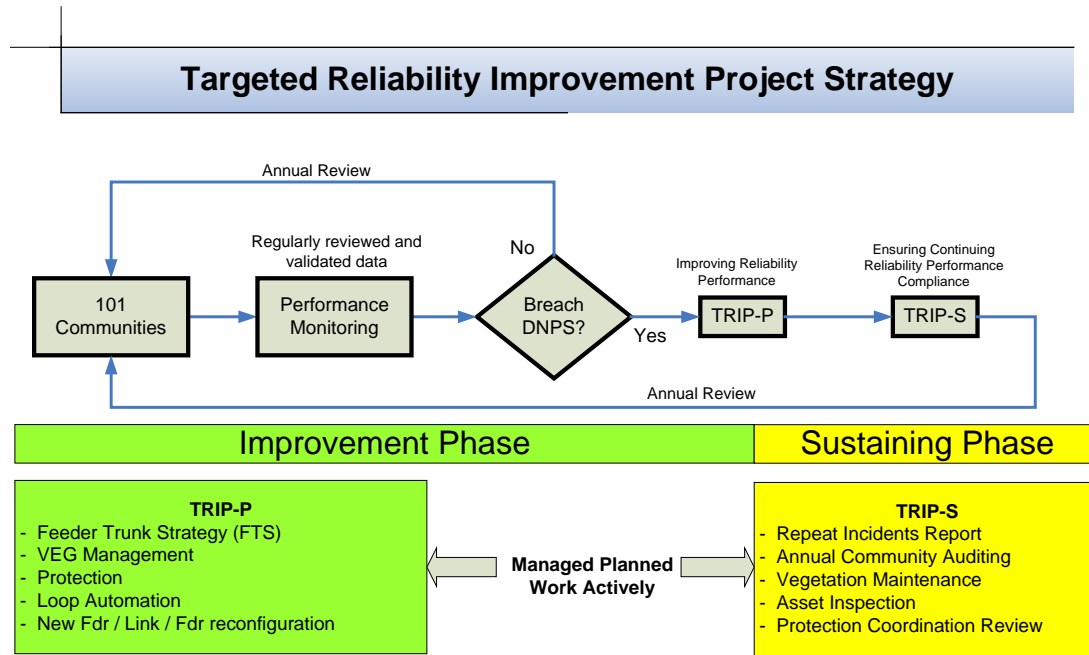 Targeted Reliability Improvement Project Strategy
Annual Review
Regularly reviewed and
validated data
No
Ensuring Continuing
Reliability Performance
Compliance
Improving Reliability
Performance
101
Communities
Performance
Monitoring
Breach
DNPS?
Yes
TRIP-P
TRIP-S
Annual Review
Improvement Phase
Sustaining Phase
TRIP-P
- Feeder Trunk Strategy (FTS)
- VEG Management
- Protection
- Loop Automation
- New Fdr / Link / Fdr reconfiguration
Managed Planned
Work Actively
TRIP-S
- Repeat Incidents Report
- Annual Community Auditing
- Vegetation Maintenance
- Asset Inspection
- Protection Coordination Review